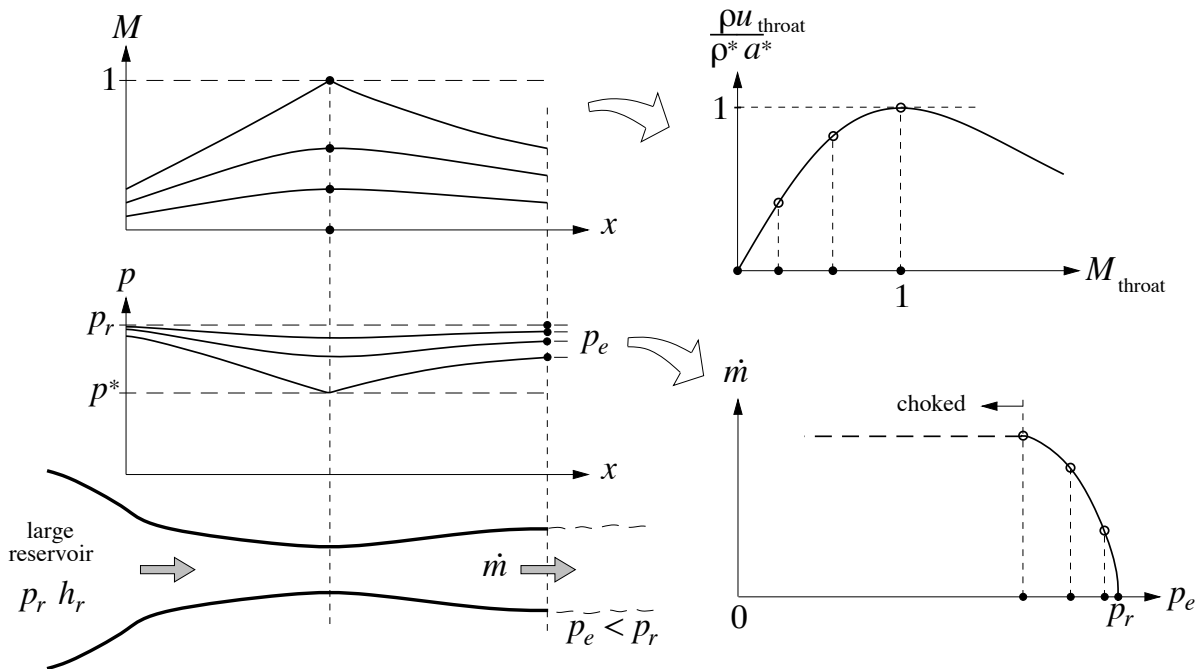 M
1
x
p
p_r
p_e
p*
x
large
reservoir
p_r h_r
ṁ
p_e < p_r
ρu_throat
ρ* a*
1
M_throat
1
ṁ
choked
0
p_r
p_e